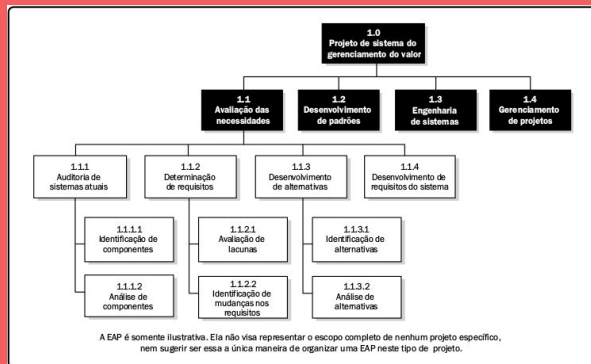 1.0
Projeto de sistema do
gerenciamento do valor
1.1
Avaliação das
necessidades
1.2
Desenvolvimento
de padrões
1.3
Engenharia
de sistemas
1.4
Gerenciamento
de projetos
1.1.1
Auditoria de
sistemas atuais
1.1.2
Determinação
de requisitos
1.1.3
Desenvolvimento
de alternativas
1.1.4
Desenvolvimento de
requisitos do sistema
1.1.1.1
Identificação de
componentes
1.1.2.1
Avaliação de
lacunas
1.1.3.1
Identificação de
alternativas
1.1.1.2
Análise de
componentes
1.1.2.2
Identificação de
mudanças nos
requisitos
1.1.3.2
Análise de
alternativas
A EAP é somente ilustrativa. Ela não visa representar o escopo completo de nenhum projeto específico,
nem sugerir ser essa a única maneira de organizar uma EAP neste tipo de projeto.